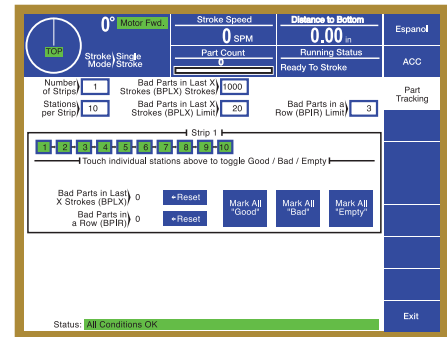 TOP
0° Motor Fwd.
Stroke Mode Single Stroke
Stroke Speed
0 SPM
Distance to Bottom
0.00 in
Part Count
0
Running Status
Ready To Stroke
Espanol
ACC
Part Tracking
Number of Strips 1
Bad Parts in Last X Strokes (BPLX) Strokes 1000
Stations per Strip 10
Bad Parts in Last X Strokes (BPLX) Limit 20
Bad Parts in a Row (BPIR) Limit 3
Strip 1
1 2 3 4 5 6 7 8 9 10
Touch individual stations above to toggle Good / Bad / Empty
Bad Parts in Last X Strokes (BPLX) 0
Reset
Bad Parts in a Row (BPIR) 0
Reset
Mark All "Good"
Mark All "Bad"
Mark All "Empty"
Exit
Status: All Conditions OK